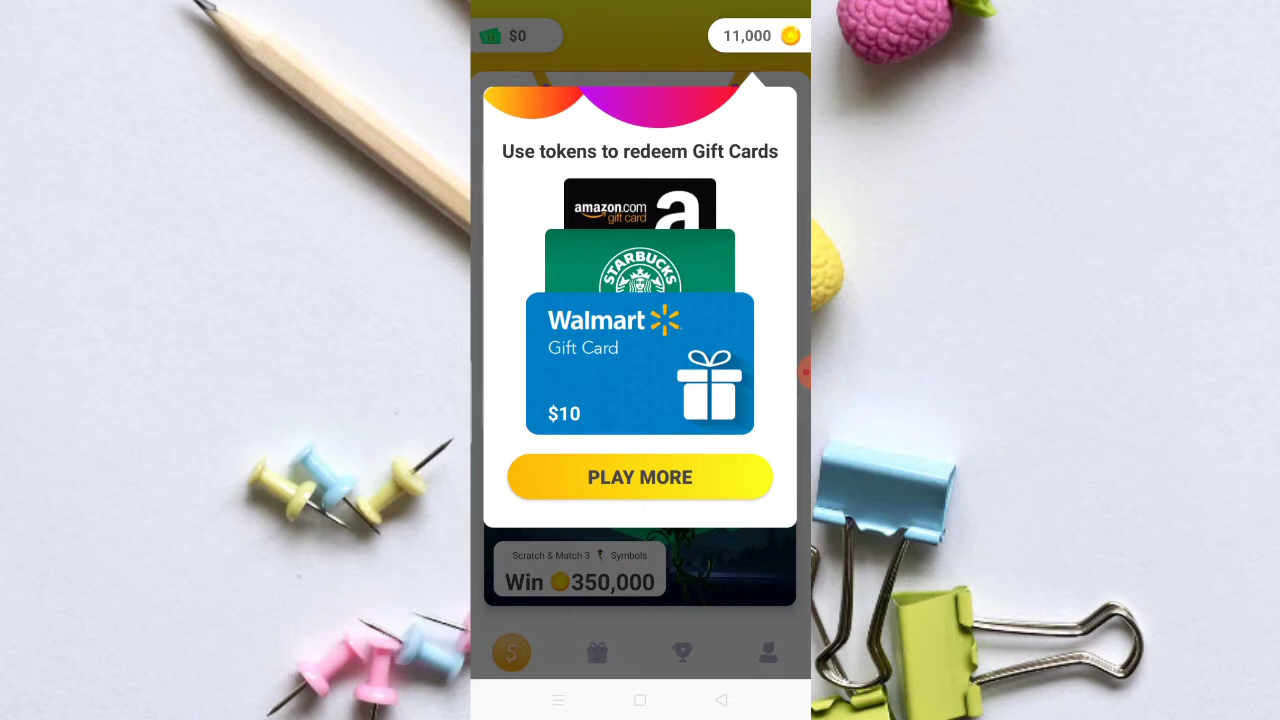 $0
11,000
Use tokens to redeem Gift Cards
amazon.com
gift card
a
STARBUCKS
Walmart
Gift Card
$10
PLAY MORE
Scratch & Match 3 Symbols
Win 350,000
$